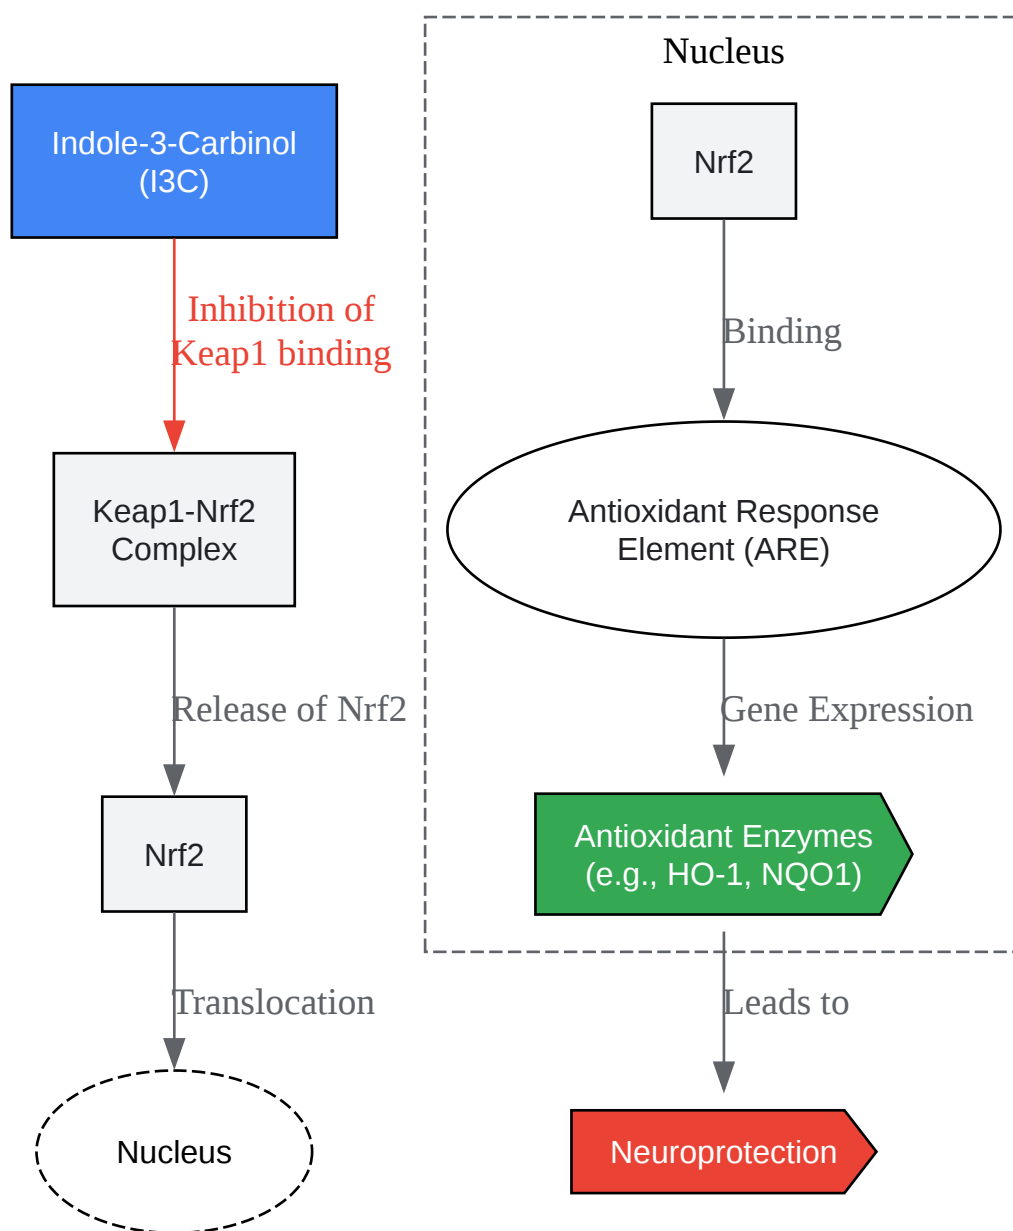 Indole-3-Carbinol
(I3C)
Inhibition of
Keap1 binding
Keap1-Nrf2
Complex
Release of Nrf2
Nrf2
Translocation
Nucleus
Nucleus
Nrf2
Binding
Antioxidant Response
Element (ARE)
Gene Expression
Antioxidant Enzymes
(e.g., HO-1, NQO1)
Leads to
Neuroprotection